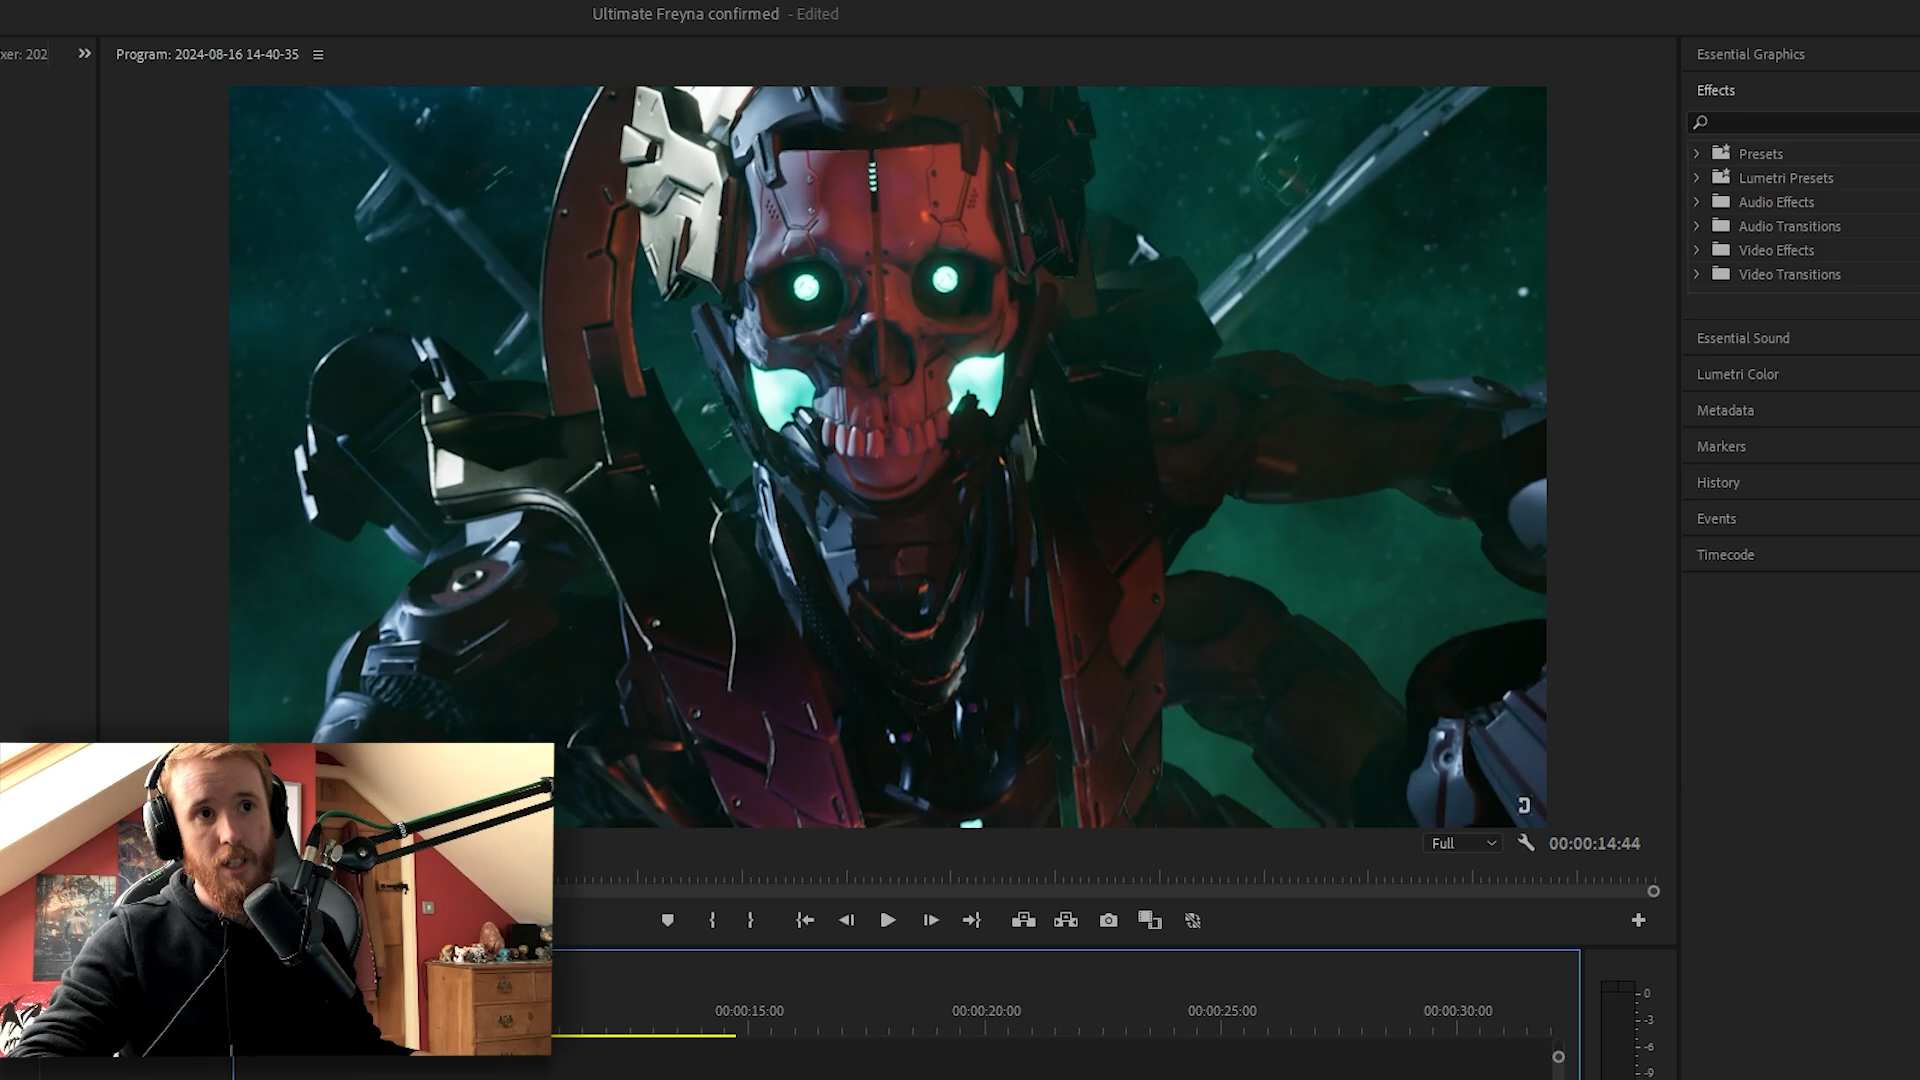 Ultimate Freyna confirmed - Edited
xer: 202
Program: 2024-08-16 14-40-35
Essential Graphics
Effects
Presets
Lumetri Presets
Audio Effects
Audio Transitions
Video Effects
Video Transitions
Essential Sound
Lumetri Color
Metadata
Markers
History
Events
Timecode
Full
00:00:14:44
00:00:15:00
00:00:20:00
00:00:25:00
00:00:30:00
0
-3
-6
-9